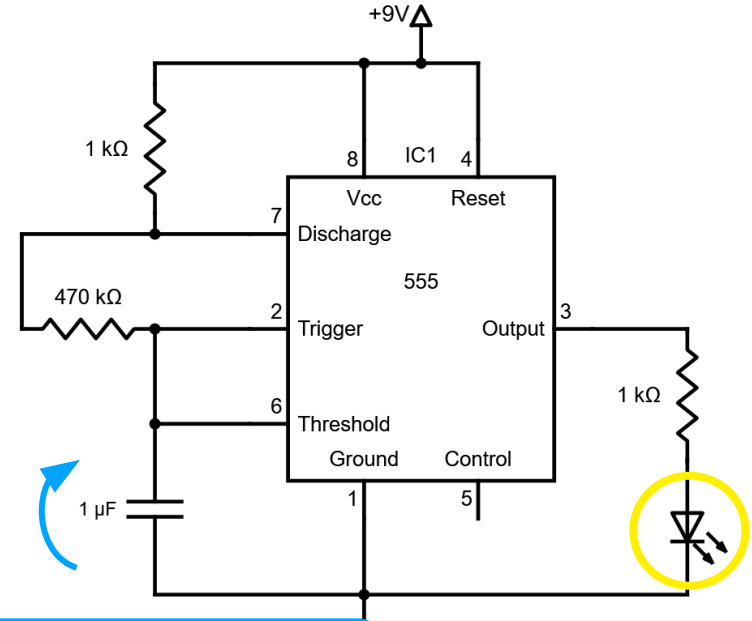 +9V
1 kΩ
8
IC1
4
Vcc
Reset
7
Discharge
470 kΩ
555
2
Trigger
Output
3
1 kΩ
6
Threshold
Ground
Control
1 µF
1
5